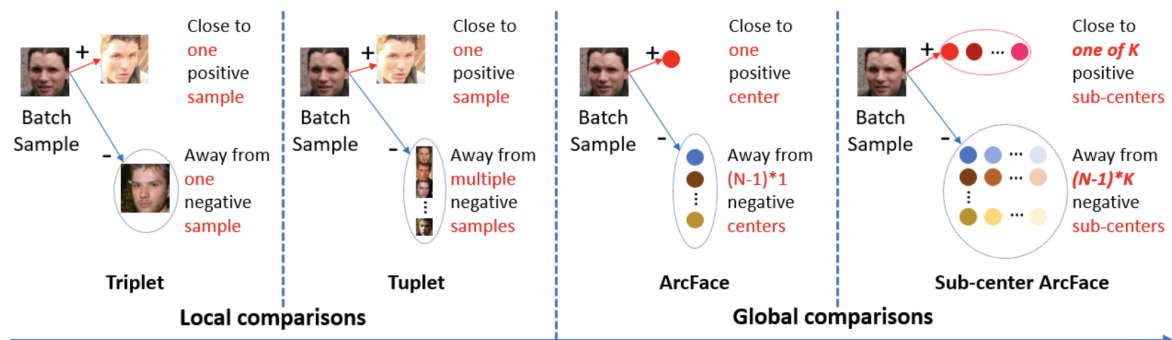 +
Close to
one
positive
sample
Batch
Sample
-
Away from
one
negative
sample
Triplet
+
Close to
one
positive
sample
Batch
Sample
-
Away from
multiple
negative
samples
Tuplet
Local comparisons
+
Close to
one
positive
center
Batch
Sample
-
Away from
(N-1)*1
negative
centers
ArcFace
+
...
Close to
one of K
positive
sub-centers
Batch
Sample
-
...
...
...
Away from
(N-1)*K
negative
sub-centers
Sub-center ArcFace
Global comparisons